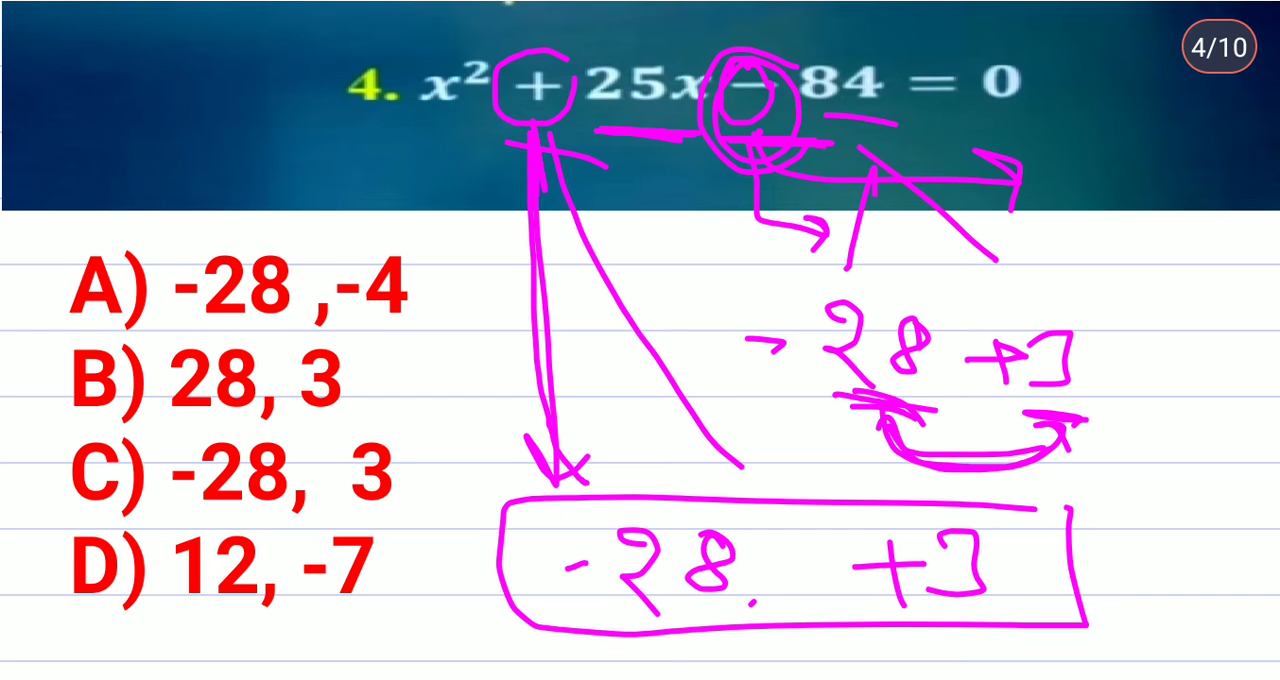 4/10
4. x² + 25x − 84 = 0
A) -28 ,-4
B) 28, 3
- 28 +3
C) -28, 3
D) 12, -7
- 28. +3